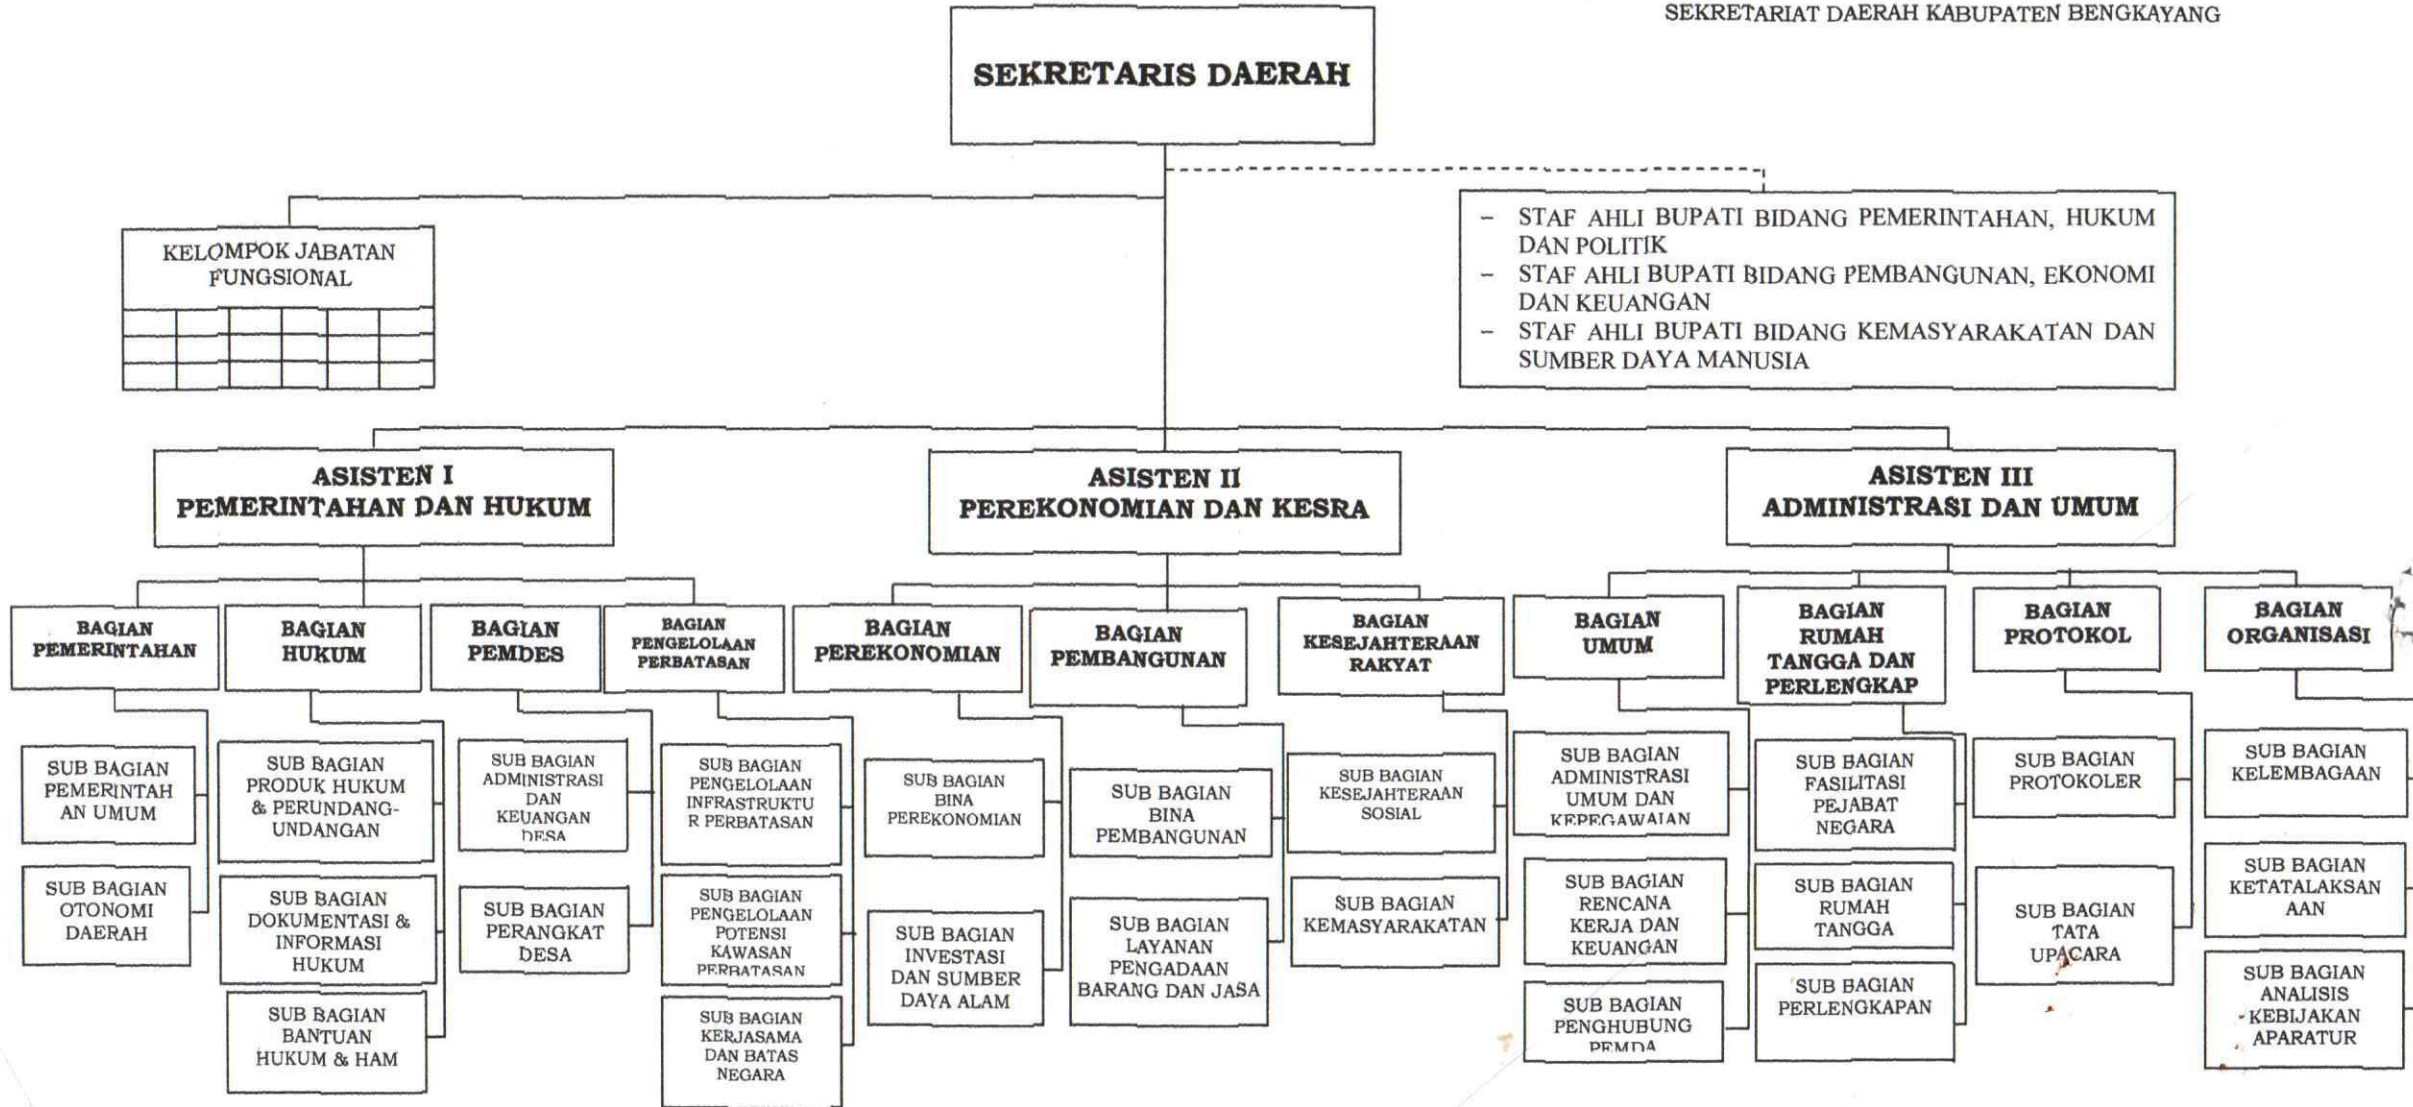 SEKRETARIAT DAERAH KABUPATEN BENGKAYANG
SEKRETARIS DAERAH
KELOMPOK JABATAN
FUNGSIONAL
- STAF AHLI BUPATI BIDANG PEMERINTAHAN, HUKUM
DAN POLITIK
- STAF AHLI BUPATI BIDANG PEMBANGUNAN, EKONOMI
DAN KEUANGAN
- STAF AHLI BUPATI BIDANG KEMASYARAKATAN DAN
SUMBER DAYA MANUSIA
ASISTEN I
PEMERINTAHAN DAN HUKUM
ASISTEN II
PEREKONOMIAN DAN KESRA
ASISTEN III
ADMINISTRASI DAN UMUM
BAGIAN
PEMERINTAHAN
BAGIAN
HUKUM
BAGIAN
PEMDES
BAGIAN
PENGELOLAAN
PERBATASAN
BAGIAN
PEREKONOMIAN
BAGIAN
PEMBANGUNAN
BAGIAN
KESEJAHTERAAN
RAKYAT
BAGIAN
UMUM
BAGIAN
RUMAH
TANGGA DAN
PERLENGKAP
BAGIAN
PROTOKOL
BAGIAN
ORGANISASI
SUB BAGIAN
PEMERINTAH
AN UMUM
SUB BAGIAN
PRODUK HUKUM
& PERUNDANG-
UNDANGAN
SUB BAGIAN
ADMINISTRASI
DAN
KEUANGAN
DESA
SUB BAGIAN
PENGELOLAAN
INFRASTRUKTU
R PERBATASAN
SUB BAGIAN
BINA
PEREKONOMIAN
SUB BAGIAN
BINA
PEMBANGUNAN
SUB BAGIAN
KESEJAHTERAAN
SOSIAL
SUB BAGIAN
ADMINISTRASI
UMUM DAN
KEPEGAWAIAN
SUB BAGIAN
FASILITASI
PEJABAT
NEGARA
SUB BAGIAN
PROTOKOLER
SUB BAGIAN
KELEMBAGAAN
SUB BAGIAN
OTONOMI
DAERAH
SUB BAGIAN
DOKUMENTASI &
INFORMASI
HUKUM
SUB BAGIAN
PERANGKAT
DESA
SUB BAGIAN
PENGELOLAAN
POTENSI
KAWASAN
PERBATASAN
SUB BAGIAN
INVESTASI
DAN SUMBER
DAYA ALAM
SUB BAGIAN
LAYANAN
PENGADAAN
BARANG DAN JASA
SUB BAGIAN
KEMASYARAKATAN
SUB BAGIAN
RENCANA
KERJA DAN
KEUANGAN
SUB BAGIAN
RUMAH
TANGGA
SUB BAGIAN
TATA
UPACARA
SUB BAGIAN
KETATALAKSAN
AAN
SUB BAGIAN
BANTUAN
HUKUM & HAM
SUB BAGIAN
KERJASAMA
DAN BATAS
NEGARA
SUB BAGIAN
PENGHUBUNG
PEMDA
SUB BAGIAN
PERLENGKAPAN
SUB BAGIAN
ANALISIS
KEBIJAKAN
APARATUR